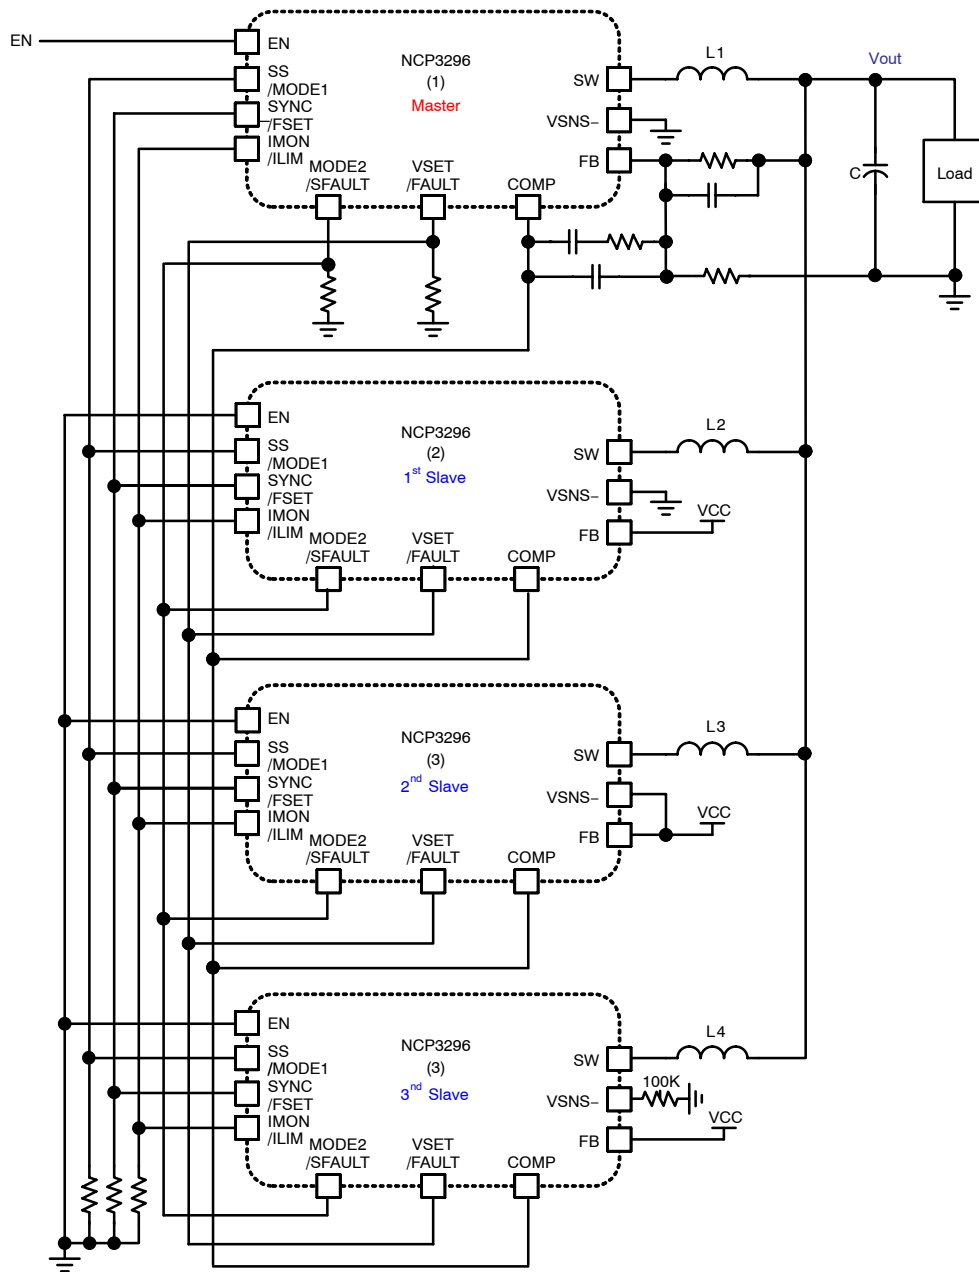 EN
EN
SS
/MODE1
SYNC
/FSET
IMON
/ILIM
NCP3296
(1)
Master
MODE2
/SFAULT
VSET
/FAULT
COMP
SW
VSNS−
FB
L1
Vout
C
Load
EN
SS
/MODE1
SYNC
/FSET
IMON
/ILIM
NCP3296
(2)
1st Slave
MODE2
/SFAULT
VSET
/FAULT
COMP
SW
VSNS−
FB
L2
VCC
EN
SS
/MODE1
SYNC
/FSET
IMON
/ILIM
NCP3296
(3)
2nd Slave
MODE2
/SFAULT
VSET
/FAULT
COMP
SW
VSNS−
FB
L3
VCC
EN
SS
/MODE1
SYNC
/FSET
IMON
/ILIM
NCP3296
(3)
3nd Slave
MODE2
/SFAULT
VSET
/FAULT
COMP
SW
VSNS−
FB
L4
100K
VCC